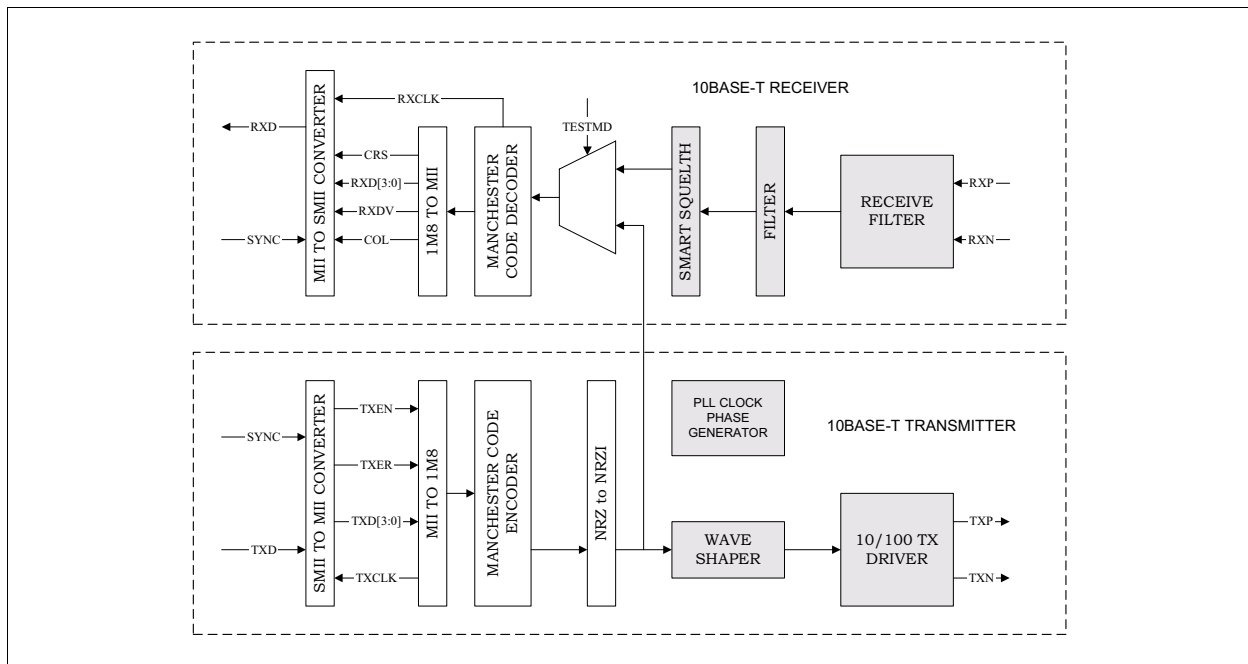 10BASE-T RECEIVER
RXD
SYNC
MII TO SMII CONVERTER
RXCLK
CRS
RXD[3:0]
RXDV
COL
1M8 TO MII
MANCHESTER
CODE DECODER
TESTMD
SMART SQUELTH
FILTER
RECEIVE
FILTER
RXP
RXN
SYNC
TXD
SMII TO MII CONVERTER
TXEN
TXER
TXD[3:0]
TXCLK
MII TO 1M8
MANCHESTER CODE
ENCODER
NRZ to NRZI
PLL CLOCK
PHASE
GENERATOR
10BASE-T TRANSMITTER
WAVE
SHAPER
10/100 TX
DRIVER
TXP
TXN